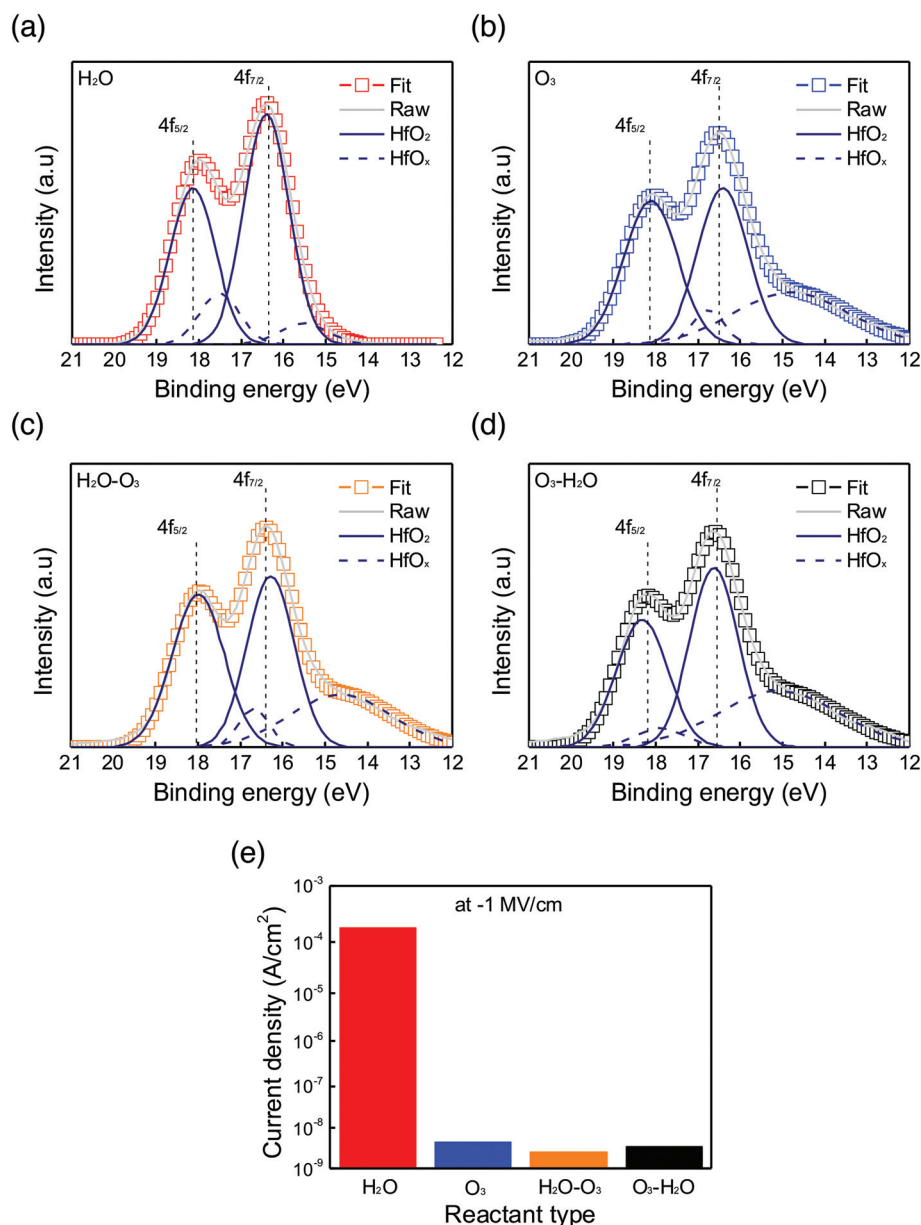 (a)
H₂O
4f₅/₂
4f₇/₂
Fit
Raw
HfO₂
HfOₓ
Intensity (a.u)
21 20 19 18 17 16 15 14 13 12
Binding energy (eV)
(b)
O₃
4f₅/₂
4f₇/₂
Fit
Raw
HfO₂
HfOₓ
Intensity (a.u)
21 20 19 18 17 16 15 14 13 12
Binding energy (eV)
(c)
H₂O-O₃
4f₅/₂
4f₇/₂
Fit
Raw
HfO₂
HfOₓ
Intensity (a.u)
21 20 19 18 17 16 15 14 13 12
Binding energy (eV)
(d)
O₃-H₂O
4f₅/₂
4f₇/₂
Fit
Raw
HfO₂
HfOₓ
Intensity (a.u)
21 20 19 18 17 16 15 14 13 12
Binding energy (eV)
(e)
at -1 MV/cm
Current density (A/cm²)
10⁻³
10⁻⁴
10⁻⁵
10⁻⁶
10⁻⁷
10⁻⁸
10⁻⁹
H₂O O₃ H₂O-O₃ O₃-H₂O
Reactant type